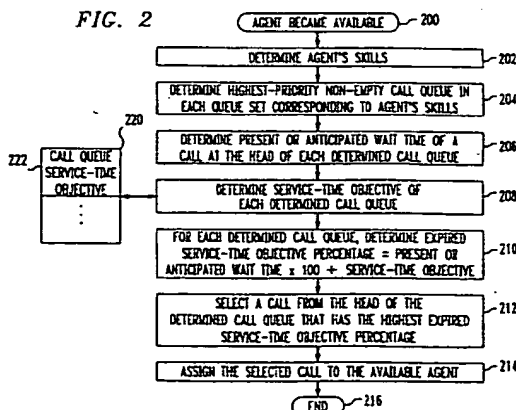 FIG. 2
AGENT BECAME AVAILABLE
200
DETERMINE AGENT'S SKILLS
202
DETERMINE HIGHEST-PRIORITY NON-EMPTY CALL QUEUE IN
EACH QUEUE SET CORRESPONDING TO AGENT'S SKILLS
204
DETERMINE PRESENT OR ANTICIPATED WAIT TIME OF A
CALL AT THE HEAD OF EACH DETERMINED CALL QUEUE
206
220
222
CALL QUEUE
SERVICE-TIME
OBJECTIVE
DETERMINE SERVICE-TIME OBJECTIVE OF
EACH DETERMINED CALL QUEUE
208
FOR EACH DETERMINED CALL QUEUE, DETERMINE EXPIRED
SERVICE-TIME OBJECTIVE PERCENTAGE = PRESENT OR
ANTICIPATED WAIT TIME x 100 ÷ SERVICE-TIME OBJECTIVE
210
SELECT A CALL FROM THE HEAD OF THE
DETERMINED CALL QUEUE THAT HAS THE HIGHEST EXPIRED
SERVICE-TIME OBJECTIVE PERCENTAGE
212
ASSIGN THE SELECTED CALL TO THE AVAILABLE AGENT
214
END
216